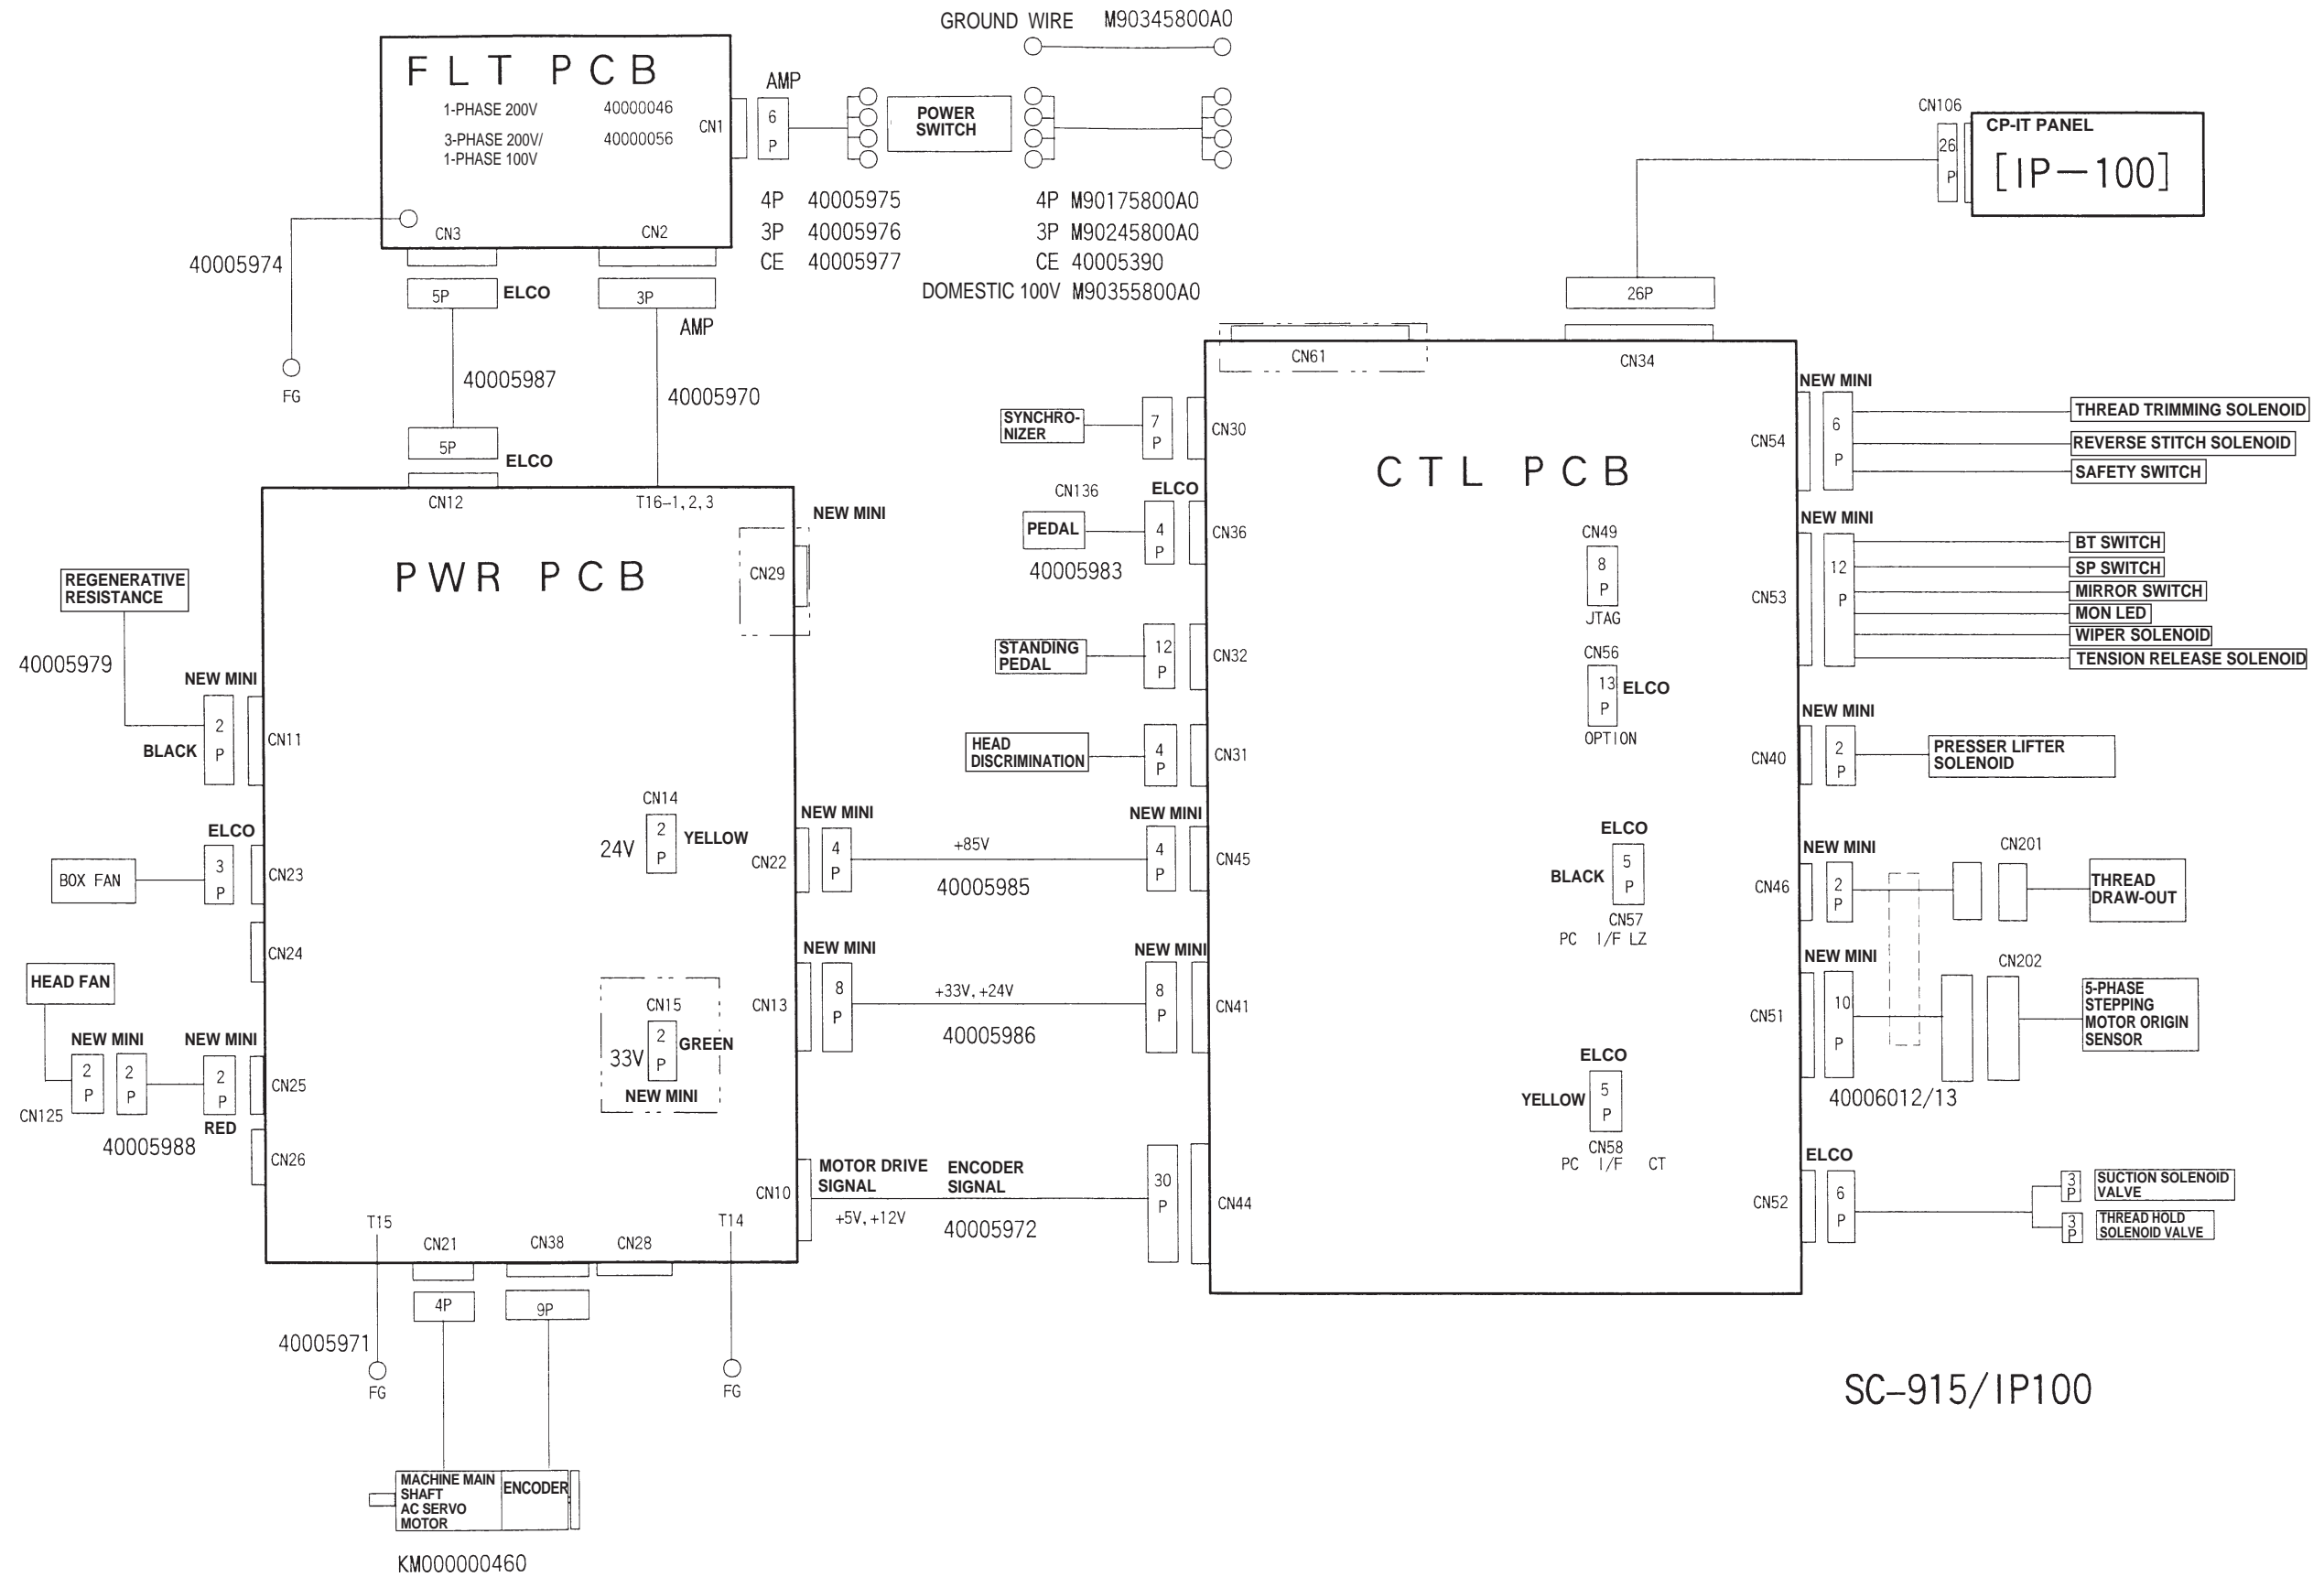 GROUND WIRE M90345800A0
FLT PCB
1-PHASE 200V 40000046
3-PHASE 200V/ 40000056
1-PHASE 100V
CN1
CN3
CN2
AMP
6
P
POWER
SWITCH
4P 40005975
3P 40005976
CE 40005977
4P M90175800A0
3P M90245800A0
CE 40005390
DOMESTIC 100V M90355800A0
CN106
26
P
CP-IT PANEL
[IP-100]
40005974
FG
5P
ELCO
3P
AMP
40005987
40005970
5P
ELCO
26P
PWR PCB
CN12
T16-1,2,3
NEW MINI
CN29
REGENERATIVE
RESISTANCE
40005979
NEW MINI
2
P
BLACK
CN11
ELCO
3
P
BOX FAN
CN23
CN24
HEAD FAN
NEW MINI
2
P
2
P
CN125
40005988
NEW MINI
2
P
RED
CN25
CN26
CN14
24V
2
P
YELLOW
CN15
33V
2
P
GREEN
NEW MINI
CN22
NEW MINI
4
P
+85V
40005985
NEW MINI
4
P
CN45
CN13
NEW MINI
8
P
+33V,+24V
40005986
NEW MINI
8
P
CN41
CN10
MOTOR DRIVE
SIGNAL
ENCODER
SIGNAL
+5V,+12V
40005972
30
P
CN44
T15
CN21
CN38
CN28
T14
4P
9P
40005971
FG
FG
MACHINE MAIN
SHAFT
AC SERVO
MOTOR
ENCODER
KM000000460
CTL PCB
CN61
CN34
SYNCHRO-
NIZER
7
P
CN30
CN136
PEDAL
ELCO
4
P
40005983
CN36
STANDING
PEDAL
12
P
CN32
HEAD
DISCRIMINATION
4
P
CN31
CN49
8
P
JTAG
CN56
13
P
ELCO
OPTION
ELCO
BLACK
5
P
CN57
PC I/F LZ
ELCO
YELLOW
5
P
CN58
PC I/F CT
NEW MINI
CN54
6
P
THREAD TRIMMING SOLENOID
REVERSE STITCH SOLENOID
SAFETY SWITCH
NEW MINI
CN53
12
P
BT SWITCH
SP SWITCH
MIRROR SWITCH
MON LED
WIPER SOLENOID
TENSION RELEASE SOLENOID
NEW MINI
CN40
2
P
PRESSER LIFTER
SOLENOID
NEW MINI
CN46
2
P
CN201
THREAD
DRAW-OUT
NEW MINI
CN51
10
P
CN202
5-PHASE
STEPPING
MOTOR ORIGIN
SENSOR
40006012/13
ELCO
CN52
6
P
3
P
SUCTION SOLENOID
VALVE
3
P
THREAD HOLD
SOLENOID VALVE
SC-915/IP100